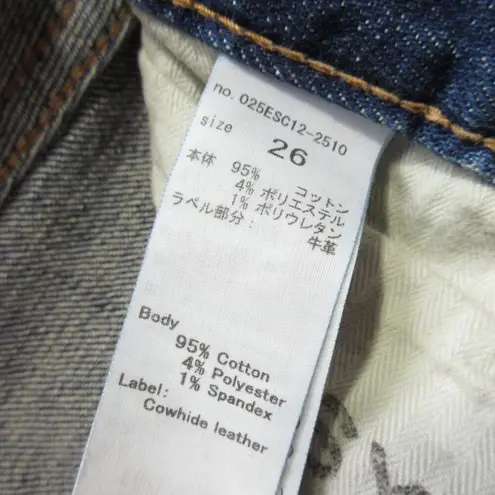 no. 025ESC12-2510
size 26
本体 95% コットン
4% ポリエステル
1% ポリウレタン
ラベル部分: 牛革
Body
95% Cotton
4% Polyester
1% Spandex
Label:
Cowhide leather